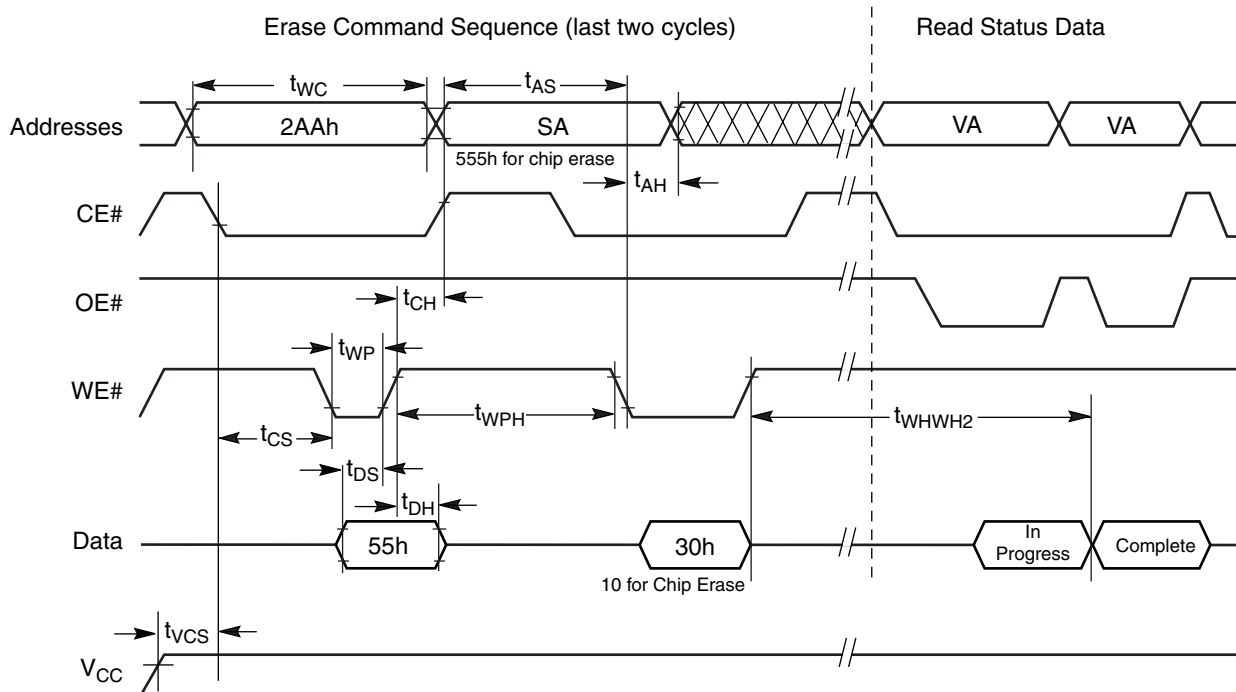 Erase Command Sequence (last two cycles)
Read Status Data
tWC
tAS
Addresses
2AAh
SA
VA
VA
555h for chip erase
tAH
CE#
OE#
tCH
tWP
WE#
tWPH
tWHWH2
tCS
tDS
tDH
Data
55h
30h
In
Progress
Complete
10 for Chip Erase
tVCS
VCC